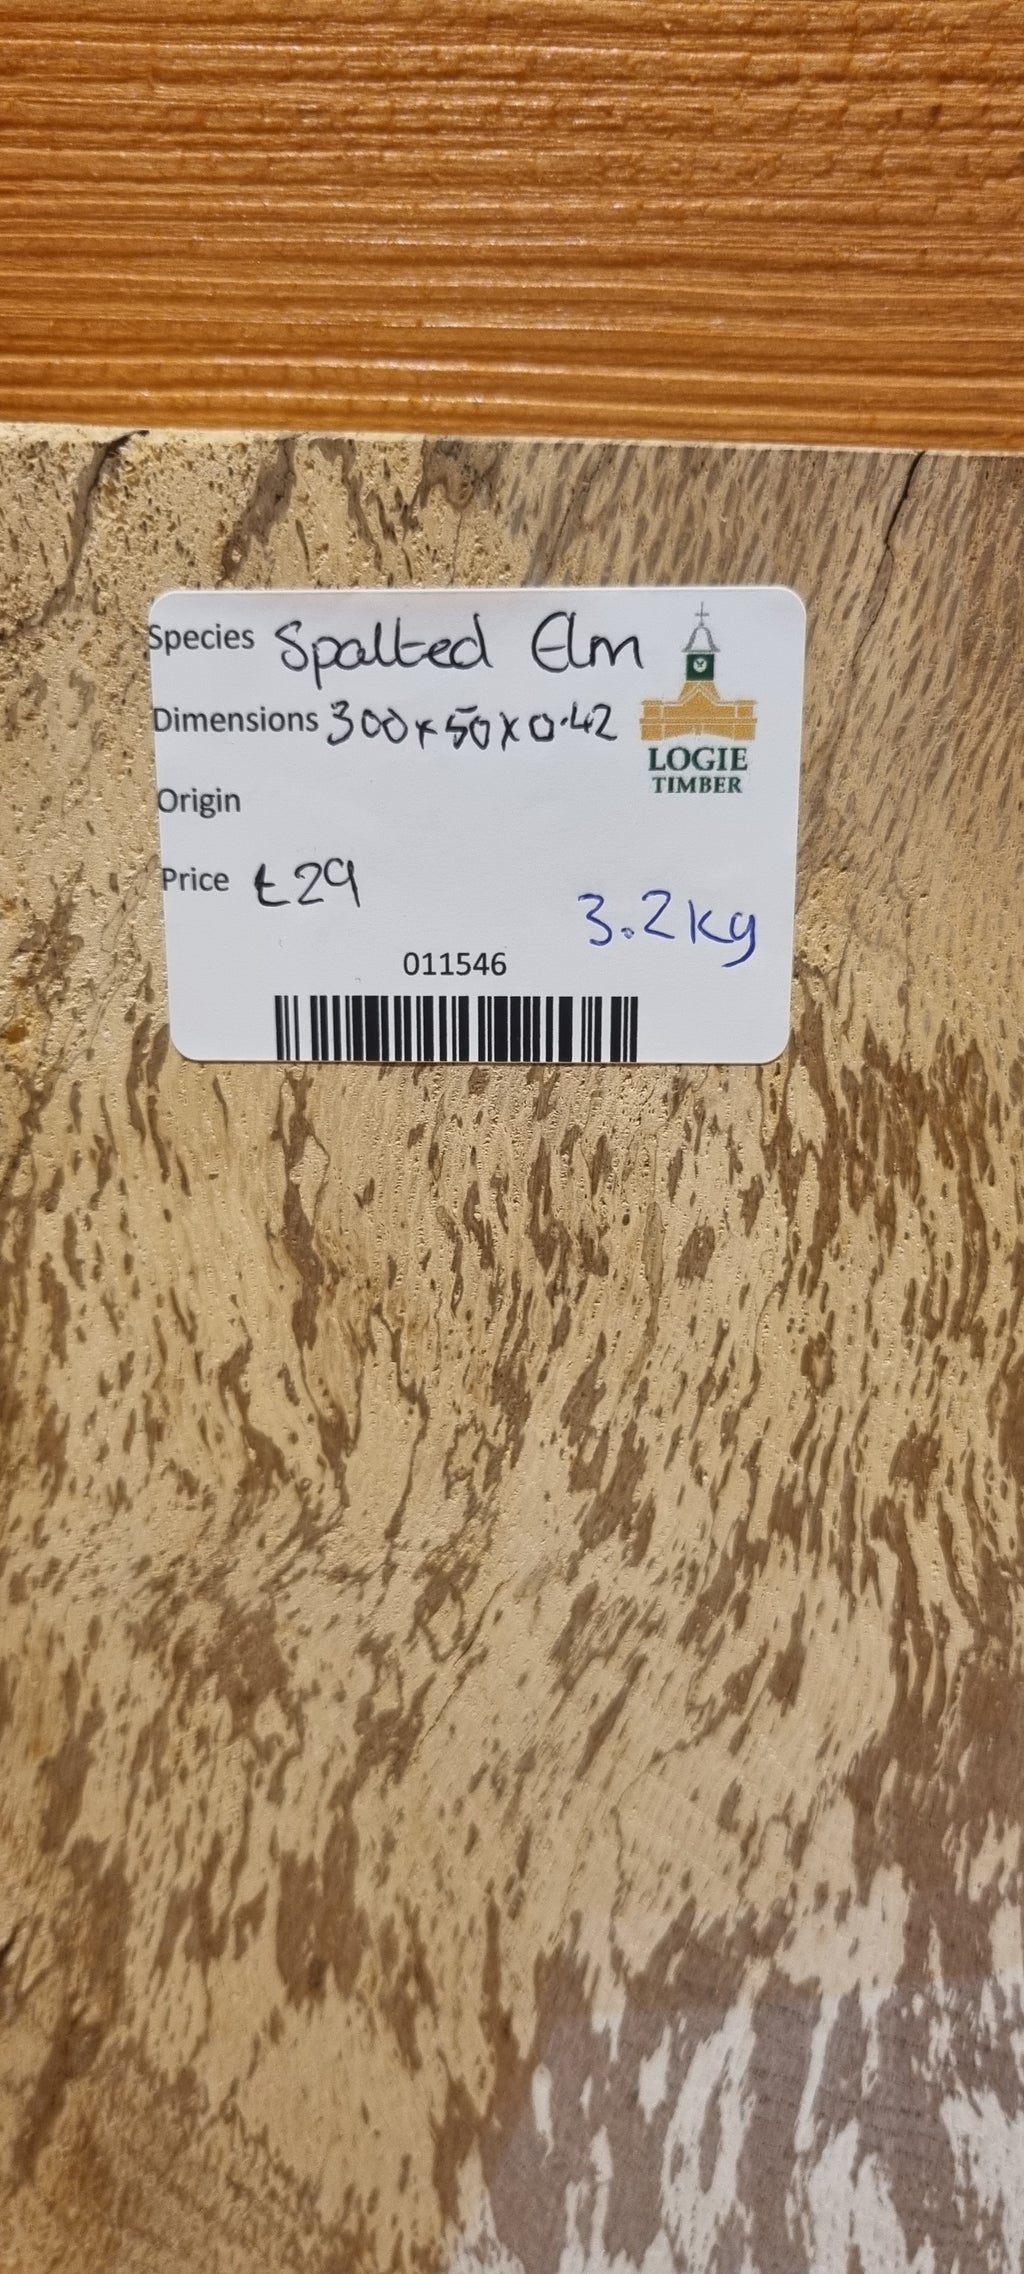 Species Spalted Elm
Dimensions 300x50x0.42
LOGIE
TIMBER
Origin
Price £29
3.2kg
011546